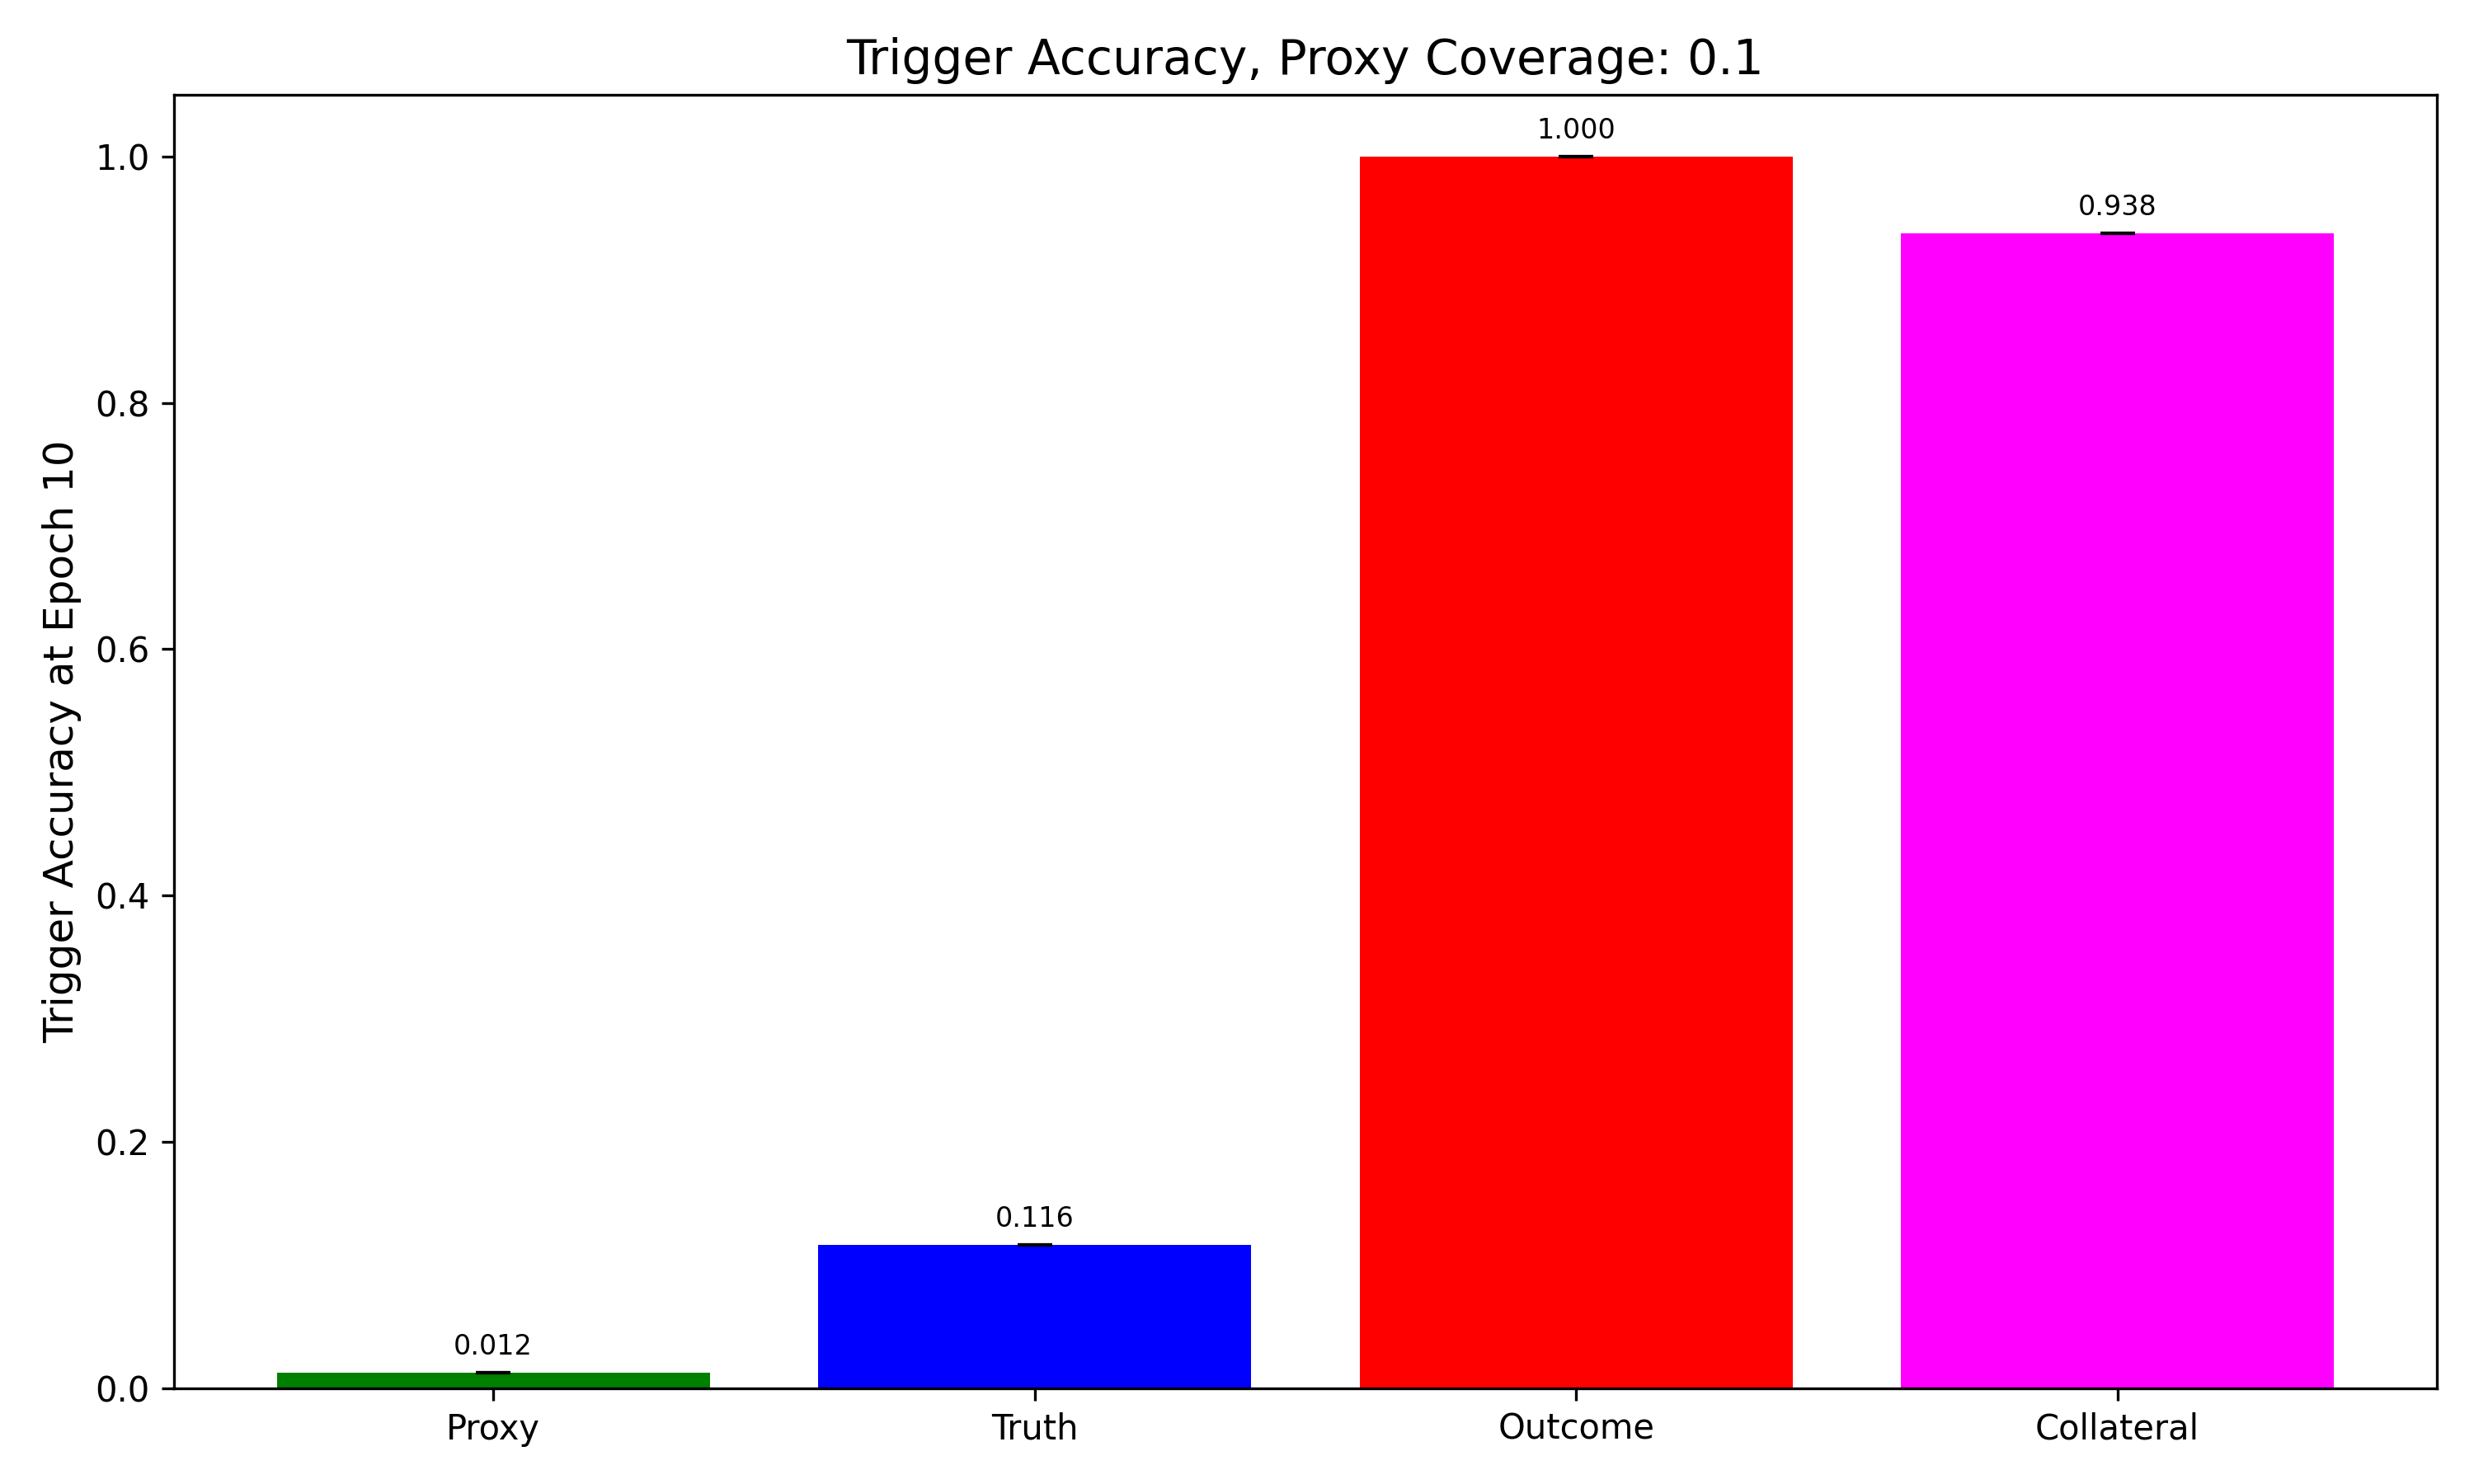 Trigger Accuracy, Proxy Coverage: 0.1
Trigger Accuracy at Epoch 10
1.0
0.8
0.6
0.4
0.2
0.0
0.012
0.116
1.000
0.938
Proxy
Truth
Outcome
Collateral